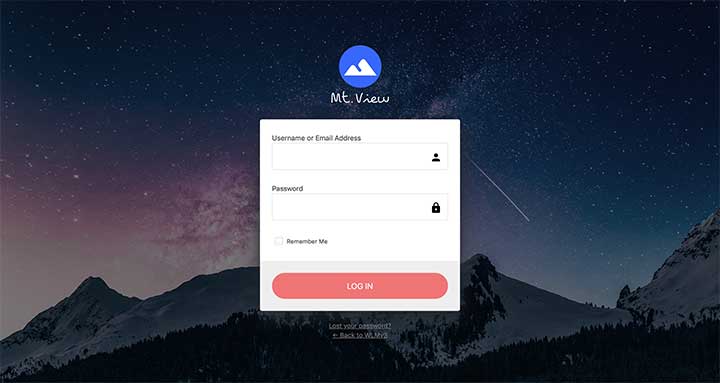 Mt. View
Username or Email Address
Password
Remember Me
LOG IN
Lost your password?
← Back to WLMy3